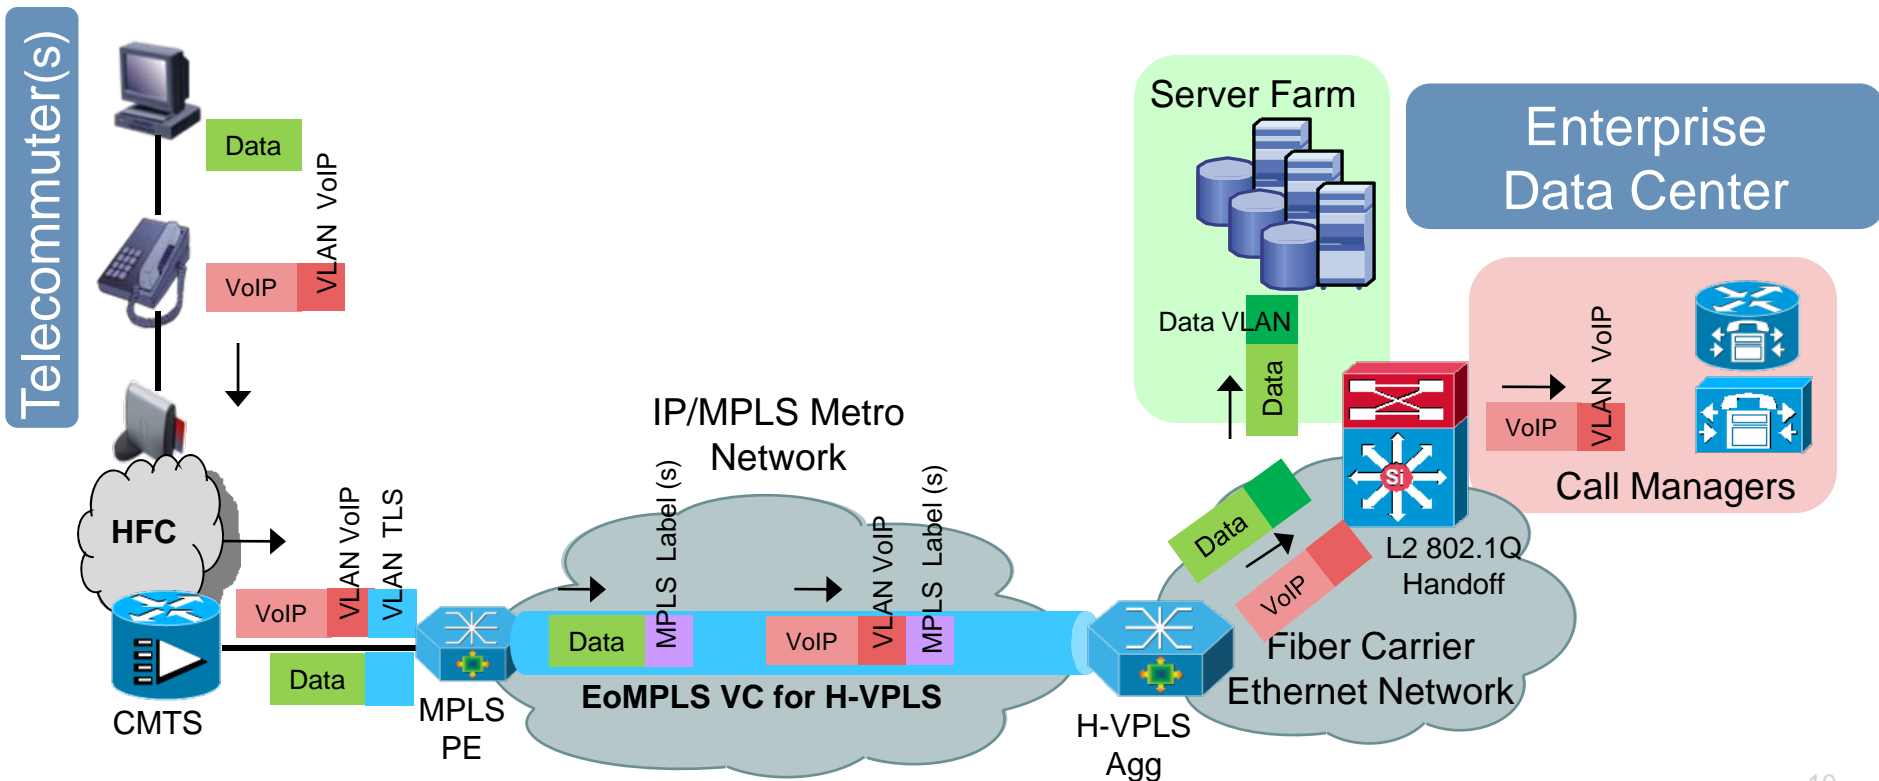 Telecommuter(s)
Data
VLAN VoIP
VoIP
HFC
VLAN VoIP
VLAN TLS
VoIP
Data
CMTS
MPLS
PE
IP/MPLS Metro
Network
MPLS Label (s)
Data
VLAN VoIP
MPLS Label (s)
VoIP
EoMPLS VC for H-VPLS
H-VPLS
Agg
Server Farm
Data VLAN
Data
Enterprise
Data Center
VLAN VoIP
VoIP
Call Managers
Si
Data
VoIP
L2 802.1Q
Handoff
Fiber Carrier
Ethernet Network